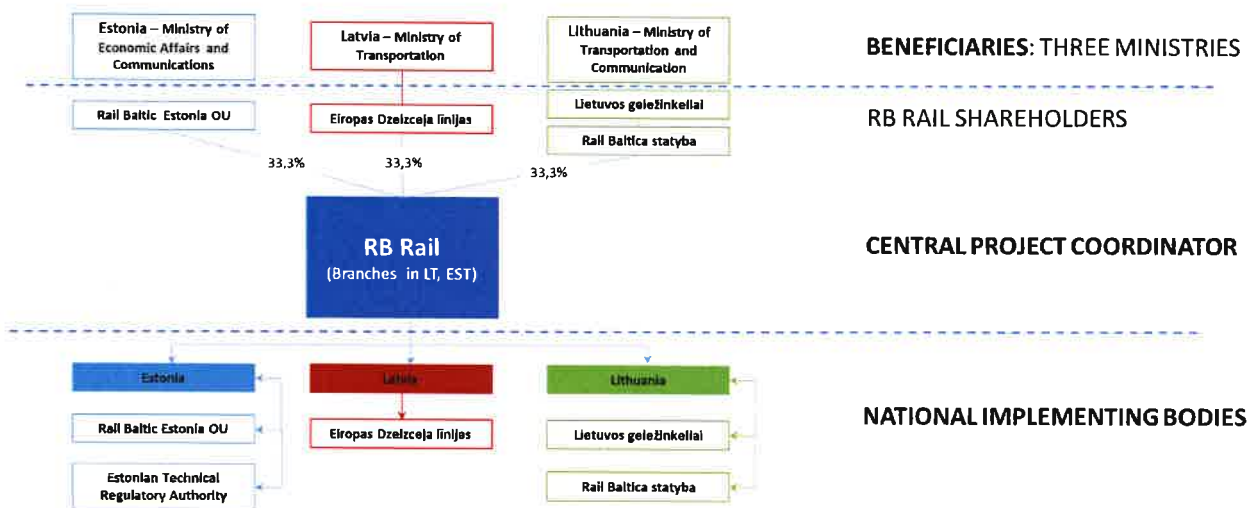 Estonia – Ministry of
Economic Affairs and
Communications
Latvia – Ministry of
Transportation
Lithuania – Ministry of
Transportation and
Communication
BENEFICIARIES: THREE MINISTRIES
Rail Baltic Estonia OU
Eiropas Dzelzceļa līnijas
Lietuvos geležinkeliai
Rail Baltica statyba
RB RAIL SHAREHOLDERS
33,3%
33,3%
33,3%
RB Rail
(Branches in LT, EST)
CENTRAL PROJECT COORDINATOR
Estonia
Latvia
Lithuania
Rail Baltic Estonia OU
Eiropas Dzelzceļa līnijas
Lietuvos geležinkeliai
NATIONAL IMPLEMENTING BODIES
Estonian Technical
Regulatory Authority
Rail Baltica statyba